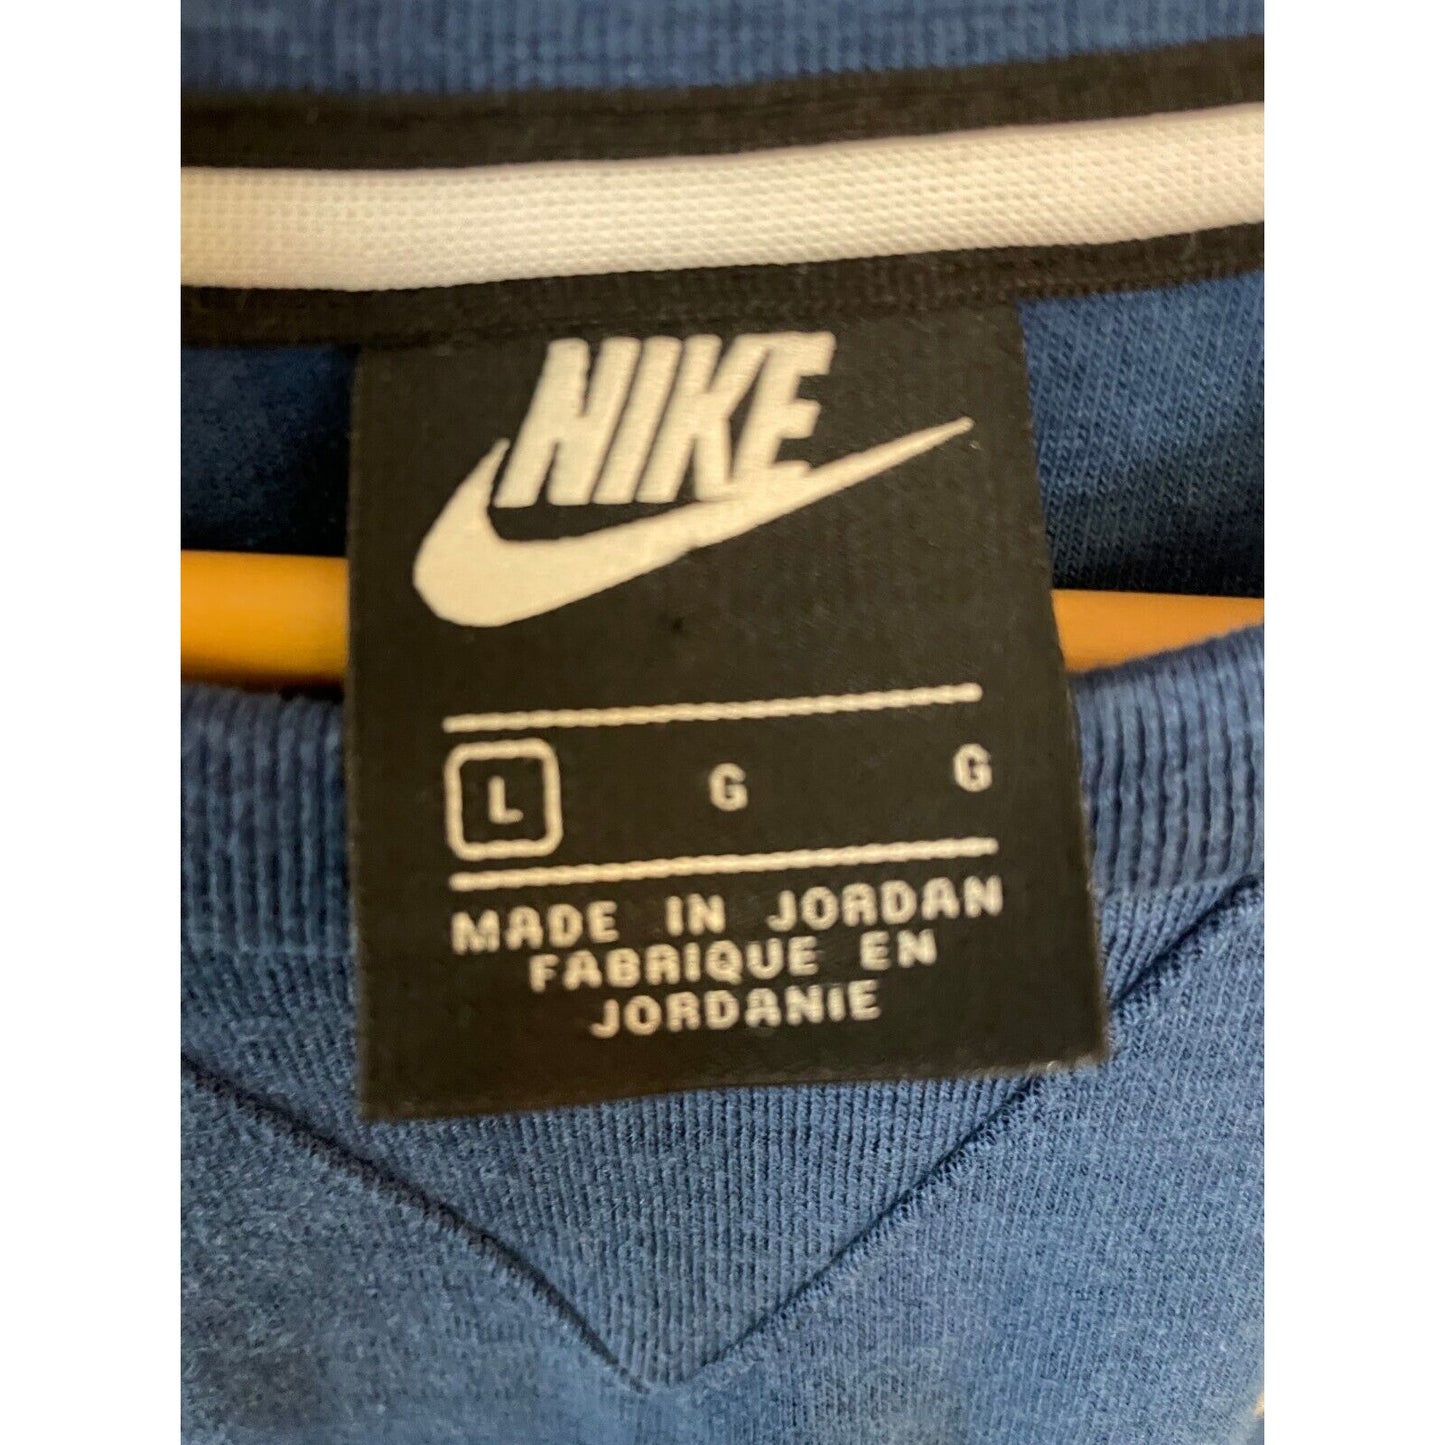 NIKE
L G G
MADE IN JORDAN
FABRIQUE EN
JORDANIE